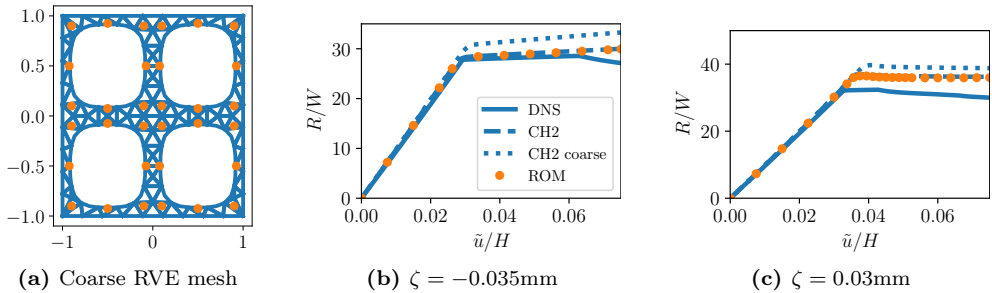 1.0
0.5
0.0
−0.5
−1.0
−1
0
1
(a) Coarse RVE mesh
R/W
30
20
10
0
0.00
0.02
0.04
0.06
ũ/H
DNS
CH2
CH2 coarse
ROM
(b) ζ = −0.035mm
R/W
40
20
0
0.00
0.02
0.04
0.06
ũ/H
(c) ζ = 0.03mm